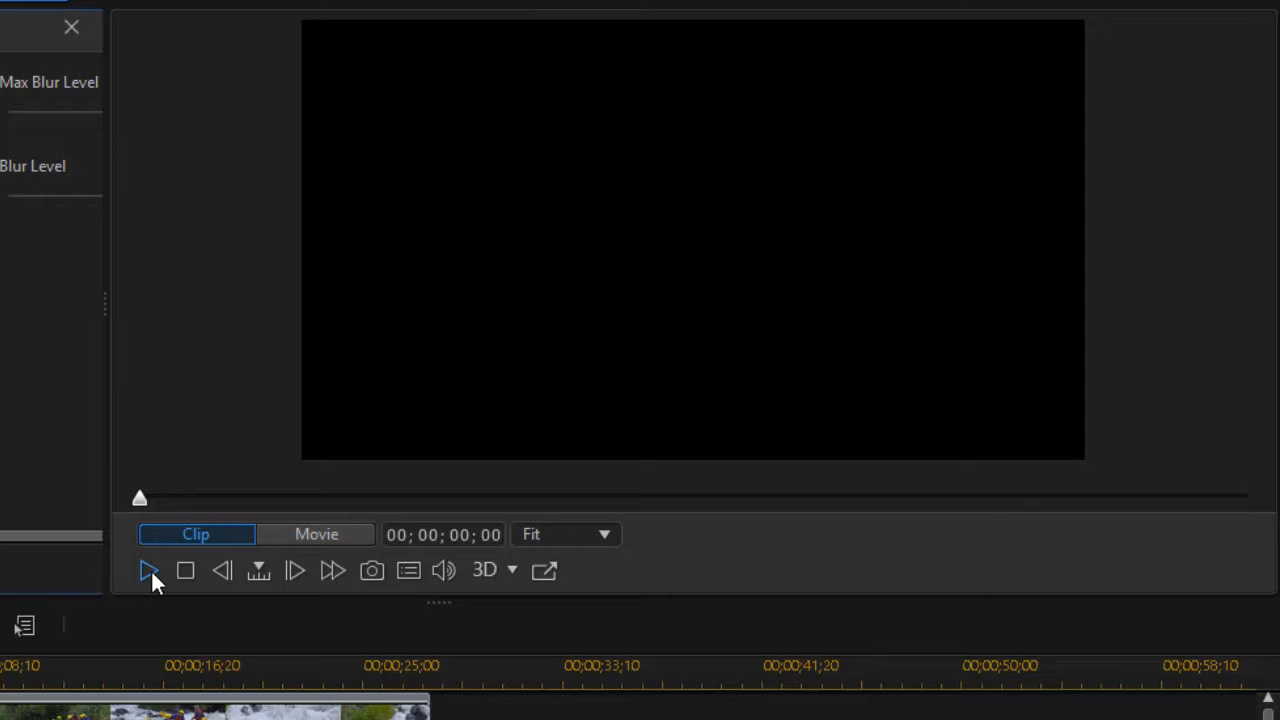 Max Blur Level
Blur Level
Clip Movie 00; 00; 00; 00 Fit
3D
;08;10 00;00;16;20 00;00;25;00 00;00;33;10 00;00;41;20 00;00;50;00 00;00;58;10